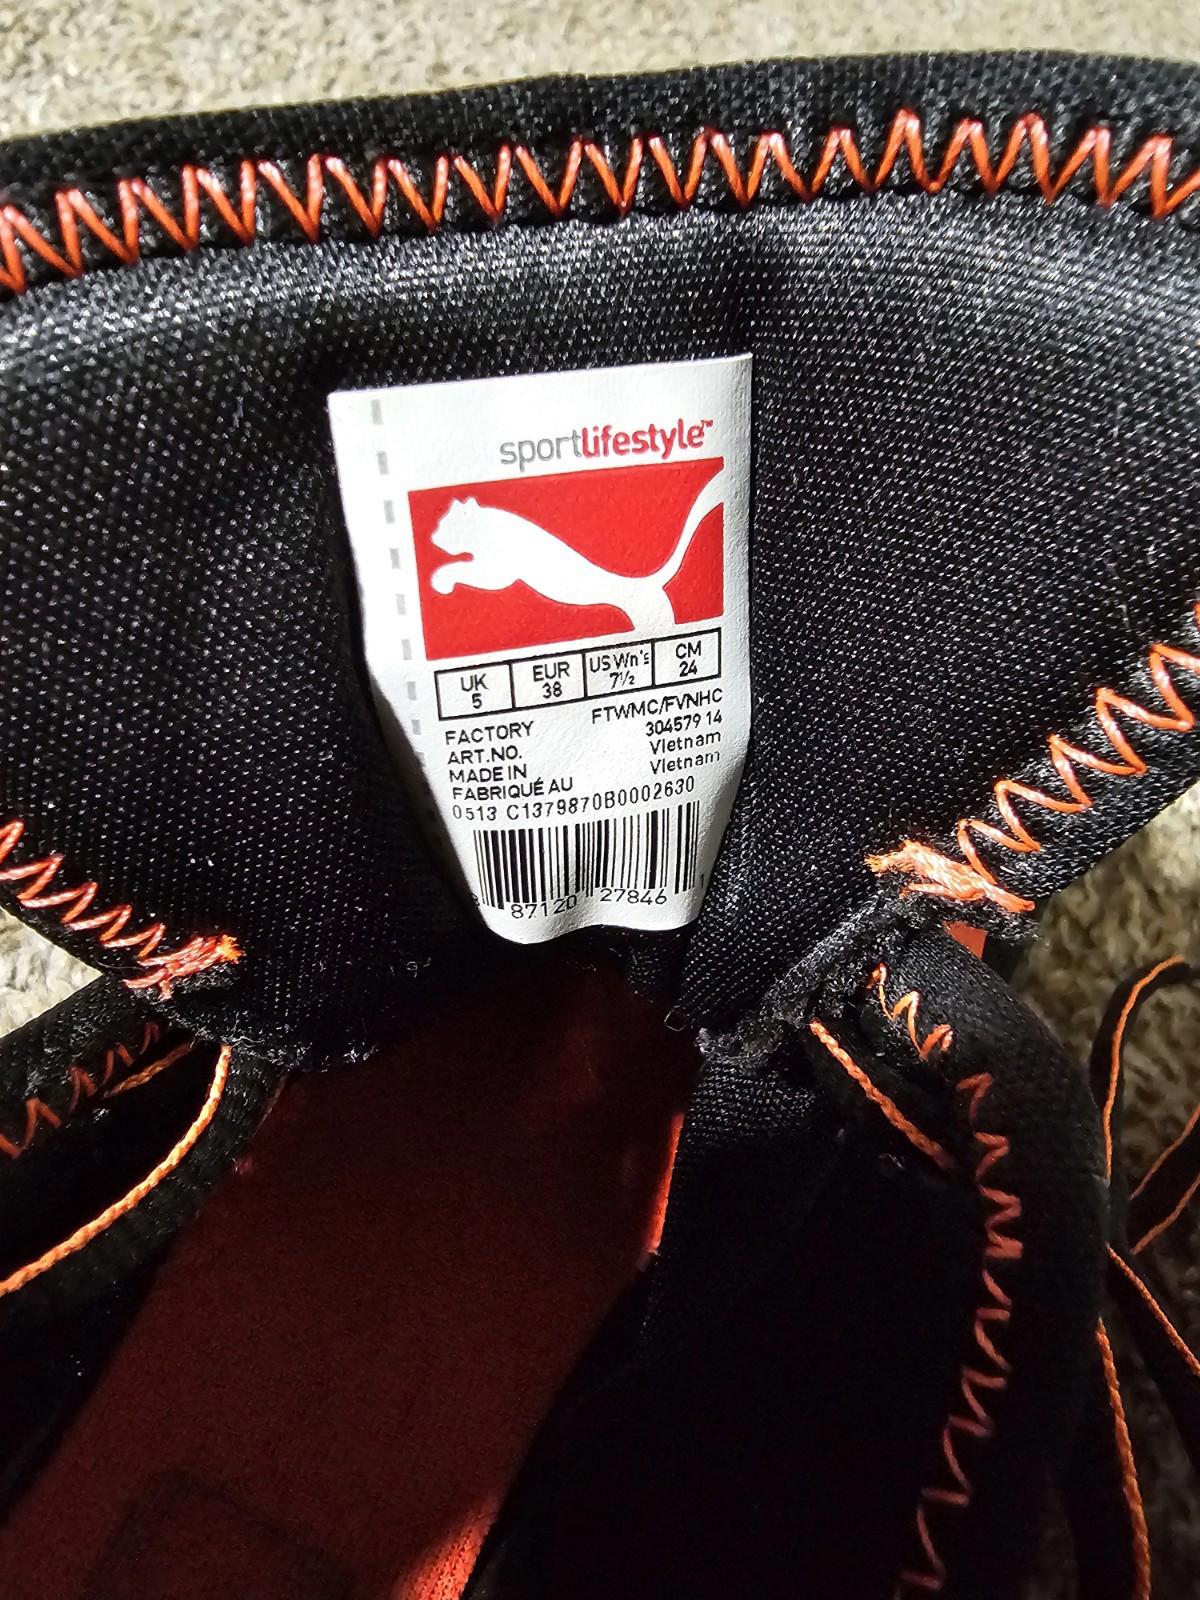 sportlifestyle™
UK EUR US Wn's CM
5 38 7½ 24
FACTORY FTWMC/FVNHC
ART.NO. 304579 14
MADE IN Vietnam
FABRIQUÉ AU Vietnam
0513 C1379870B0002630
87120 27846 1